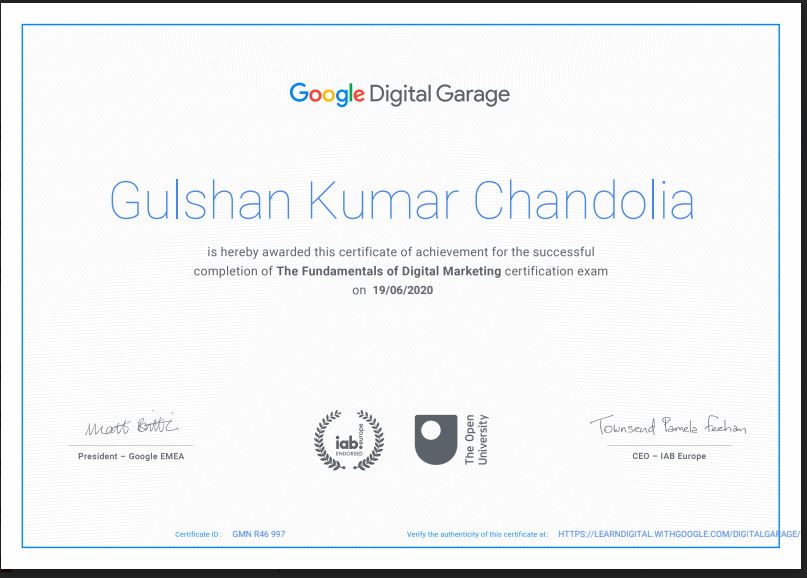 Google Digital Garage
Gulshan Kumar Chandolia
is hereby awarded this certificate of achievement for the successful
completion of The Fundamentals of Digital Marketing certification exam
on 19/06/2020
Matt Brittin
Townsend Pamela Feehan
President – Google EMEA
iab.europe
ENDORSED
The Open
University
CEO – IAB Europe
Certificate ID: GMN R46 997
Verify the authenticity of this certificate at: HTTPS://LEARNDIGITAL.WITHGOOGLE.COM/DIGITALGARAGE/